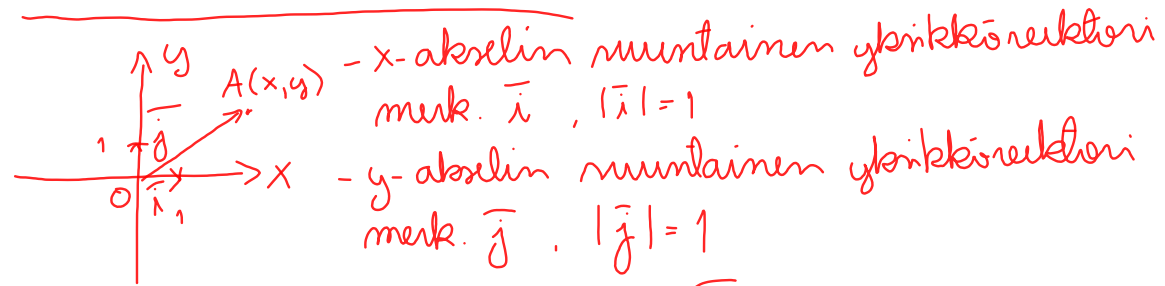 y
A(x,y)
1 j̅
x
O i̅ 1
- x-akselin suuntainen yksikkövektori
merk. i̅ , |i̅| = 1
- y-akselin suuntainen yksikkövektori
merk. j̅ , |j̅| = 1